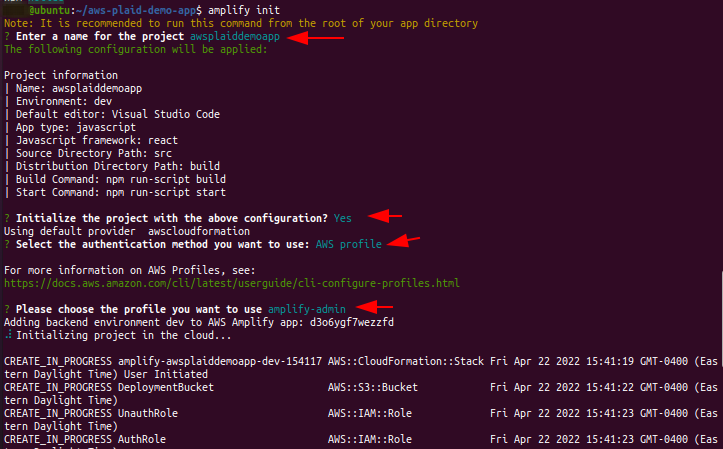 @ubuntu:~/aws-plaid-demo-app$ amplify init
Note: It is recommended to run this command from the root of your app directory
? Enter a name for the project awsplaiddemoapp
The following configuration will be applied:
Project information
| Name: awsplaiddemoapp
| Environment: dev
| Default editor: Visual Studio Code
| App type: javascript
| Javascript framework: react
| Source Directory Path: src
| Distribution Directory Path: build
| Build Command: npm run-script build
| Start Command: npm run-script start
? Initialize the project with the above configuration? Yes
Using default provider  awscloudformation
? Select the authentication method you want to use: AWS profile
For more information on AWS Profiles, see:
https://docs.aws.amazon.com/cli/latest/userguide/cli-configure-profiles.html
? Please choose the profile you want to use amplify-admin
Adding backend environment dev to AWS Amplify app: d3o6ygf7wezzfd
Initializing project in the cloud...
CREATE_IN_PROGRESS amplify-awsplaiddemoapp-dev-154117 AWS::CloudFormation::Stack Fri Apr 22 2022 15:41:19 GMT-0400 (Eas
tern Daylight Time) User Initiated
CREATE_IN_PROGRESS DeploymentBucket AWS::S3::Bucket Fri Apr 22 2022 15:41:22 GMT-0400 (Eas
tern Daylight Time)
CREATE_IN_PROGRESS UnauthRole AWS::IAM::Role Fri Apr 22 2022 15:41:23 GMT-0400 (Eas
tern Daylight Time)
CREATE_IN_PROGRESS AuthRole AWS::IAM::Role Fri Apr 22 2022 15:41:23 GMT-0400 (Eas
tern Daylight Time)